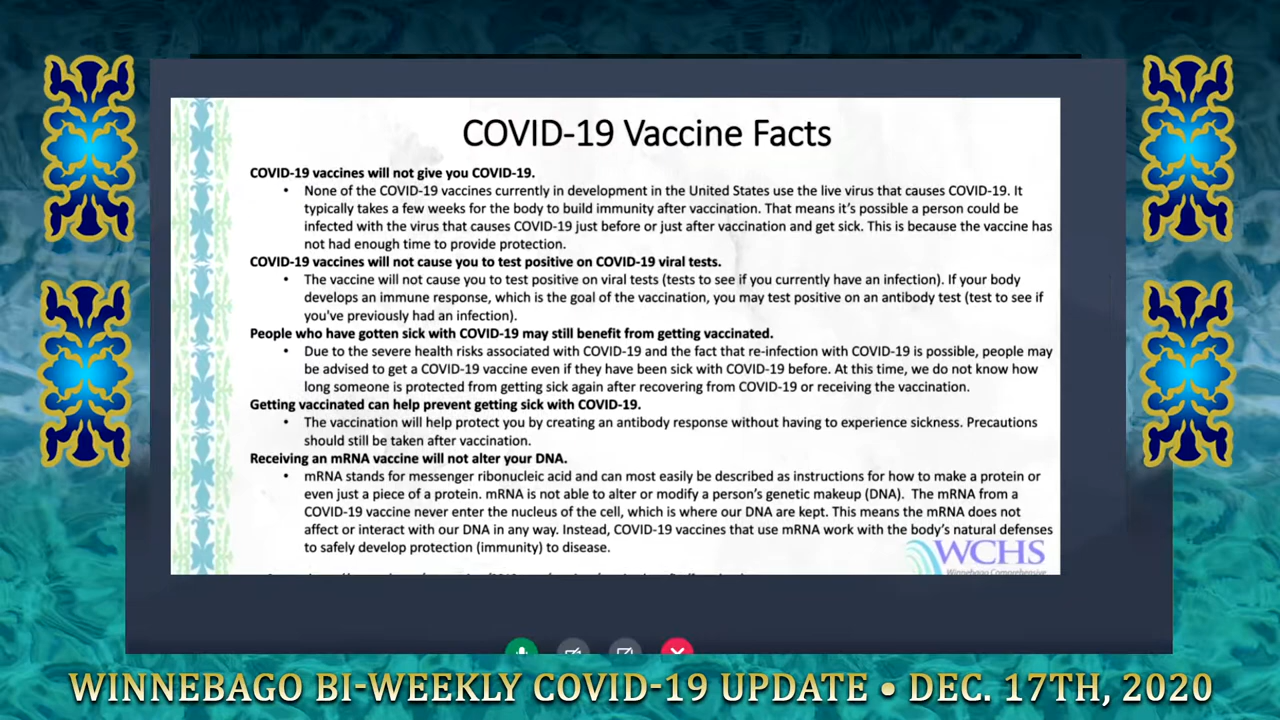 COVID-19 Vaccine Facts
COVID-19 vaccines will not give you COVID-19.
• None of the COVID-19 vaccines currently in development in the United States use the live virus that causes COVID-19. It
typically takes a few weeks for the body to build immunity after vaccination. That means it's possible a person could be
infected with the virus that causes COVID-19 just before or just after vaccination and get sick. This is because the vaccine has
not had enough time to provide protection.
COVID-19 vaccines will not cause you to test positive on COVID-19 viral tests.
• The vaccine will not cause you to test positive on viral tests (tests to see if you currently have an infection). If your body
develops an immune response, which is the goal of the vaccination, you may test positive on an antibody test (test to see if
you've previously had an infection).
People who have gotten sick with COVID-19 may still benefit from getting vaccinated.
• Due to the severe health risks associated with COVID-19 and the fact that re-infection with COVID-19 is possible, people may
be advised to get a COVID-19 vaccine even if they have been sick with COVID-19 before. At this time, we do not know how
long someone is protected from getting sick again after recovering from COVID-19 or receiving the vaccination.
Getting vaccinated can help prevent getting sick with COVID-19.
• The vaccination will help protect you by creating an antibody response without having to experience sickness. Precautions
should still be taken after vaccination.
Receiving an mRNA vaccine will not alter your DNA.
• mRNA stands for messenger ribonucleic acid and can most easily be described as instructions for how to make a protein or
even just a piece of a protein. mRNA is not able to alter or modify a person's genetic makeup (DNA). The mRNA from a
COVID-19 vaccine never enter the nucleus of the cell, which is where our DNA are kept. This means the mRNA does not
affect or interact with our DNA in any way. Instead, COVID-19 vaccines that use mRNA work with the body's natural defenses
to safely develop protection (immunity) to disease.
WCHS
Winnebago Comprehensive
WINNEBAGO BI-WEEKLY COVID-19 UPDATE • DEC. 17TH, 2020